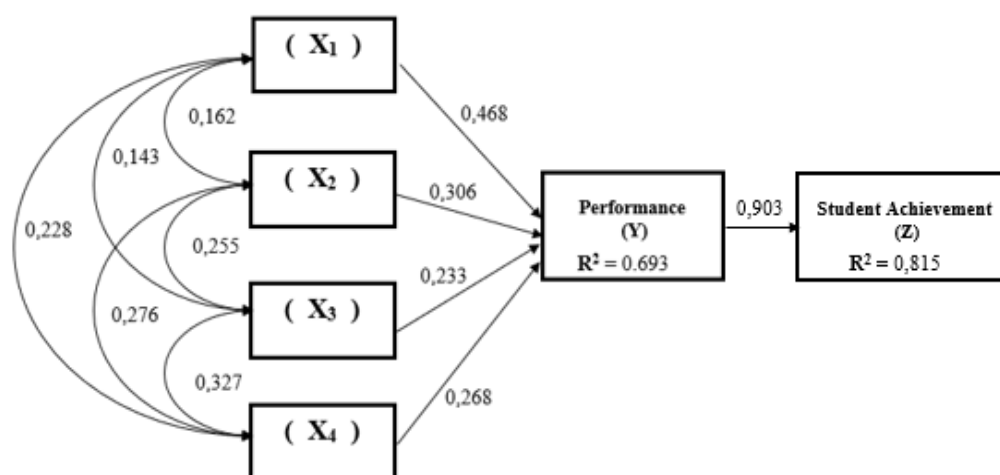 ( X₁ )
0,162
0,468
0,143
( X₂ )
0,306
0,228
0,255
Performance
(Y)
R² = 0.693
0,903
Student Achievement
(Z)
R² = 0,815
0,233
( X₃ )
0,276
0,327
0,268
( X₄ )